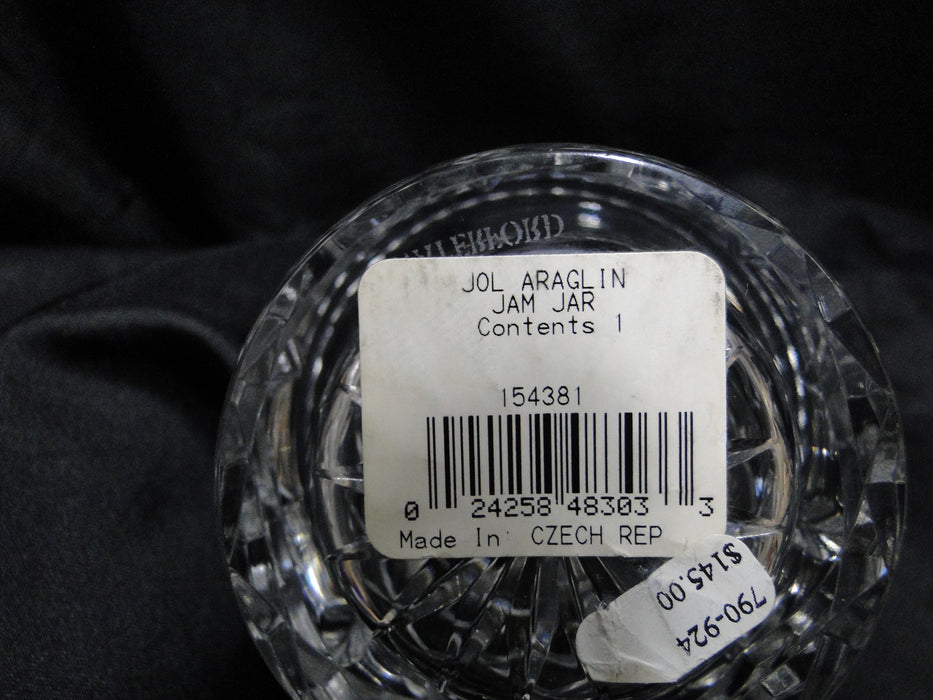 WATERFORD
JOL ARAGLIN
JAM JAR
Contents 1
154381
0 24258 48303 3
Made In: CZECH REP
$145.00
790-924